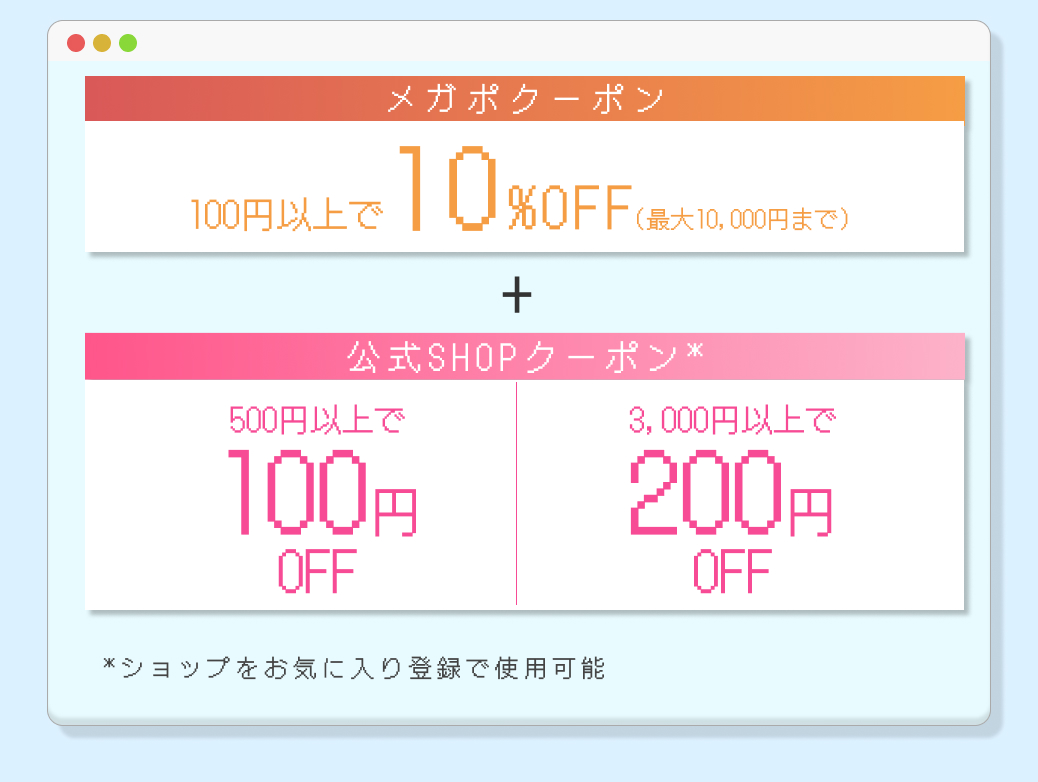 メガポクーポン
100円以上で10%OFF(最大10,000円まで)
+
公式SHOPクーポン*
500円以上で
100円
OFF
3,000円以上で
200円
OFF
*ショップをお気に入り登録で使用可能